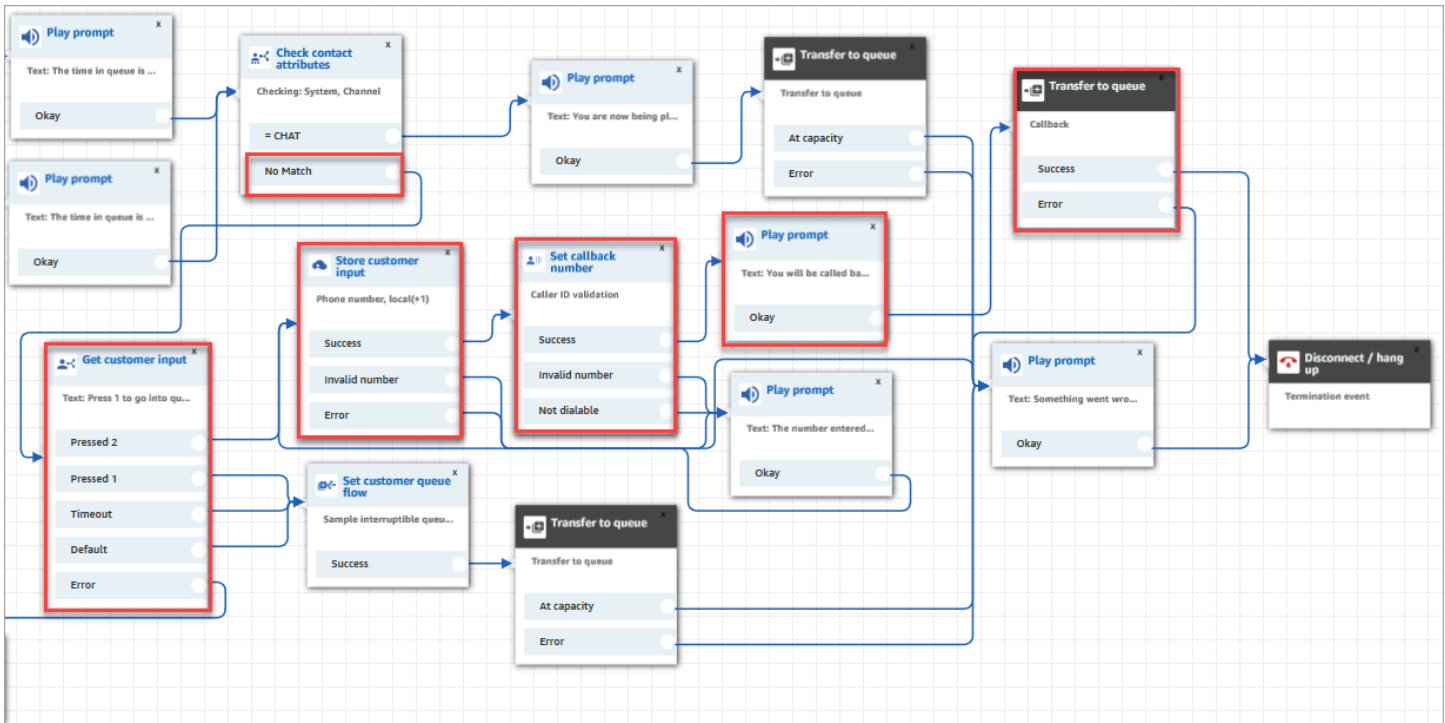 Play prompt
Text: The time in queue is ...
Okay
Play prompt
Text: The time in queue is ...
Okay
Check contact
attributes
Checking: System, Channel
= CHAT
No Match
Play prompt
Text: You are now being pl...
Okay
Transfer to queue
Transfer to queue
At capacity
Error
Transfer to queue
Callback
Success
Error
Get customer input
Text: Press 1 to go into qu...
Pressed 2
Pressed 1
Timeout
Default
Error
Store customer
input
Phone number, local(+1)
Success
Invalid number
Error
Set callback
number
Caller ID validation
Success
Invalid number
Not dialable
Play prompt
Text: You will be called ba...
Okay
Play prompt
Text: The number entered...
Okay
Play prompt
Text: Something went wro...
Okay
Disconnect / hang
up
Termination event
Set customer queue
flow
Sample interruptible queu...
Success
Transfer to queue
Transfer to queue
At capacity
Error